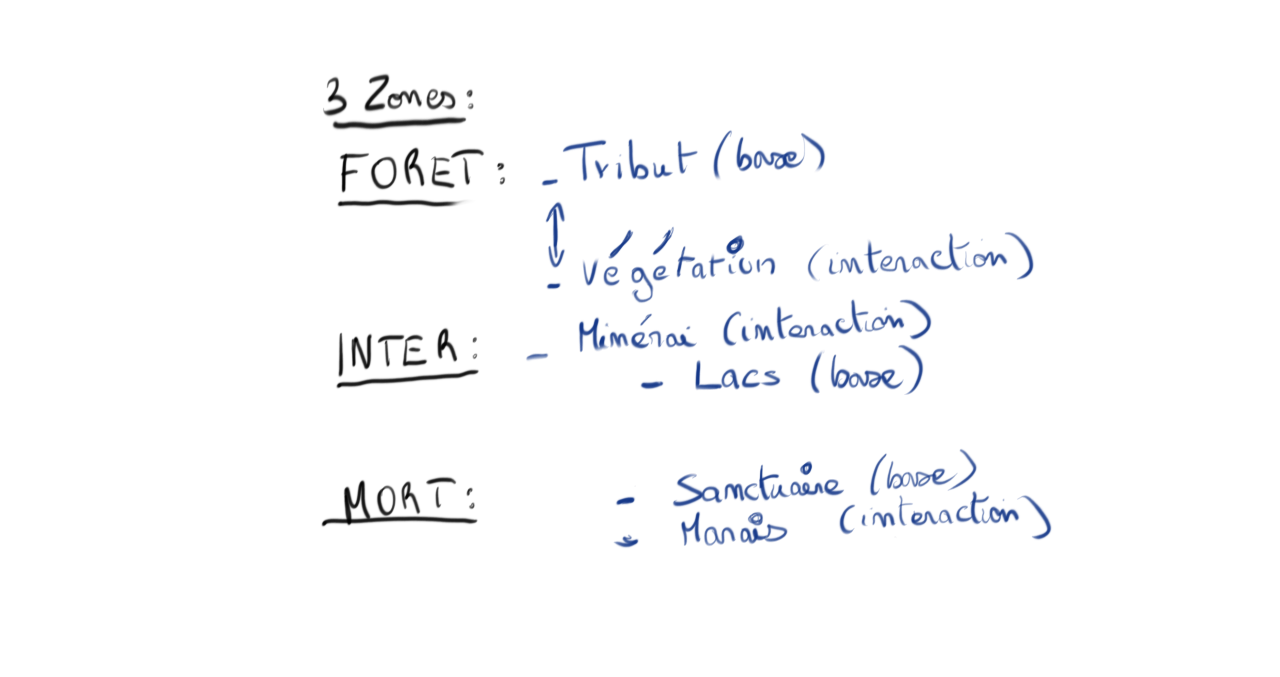 3 Zones:
FORET: - Tribut (base)
- végétation (interaction)
INTER: - Minérai (interaction)
- Lacs (base)
MORT: - Sanctuaire (base)
- Marais (interaction)